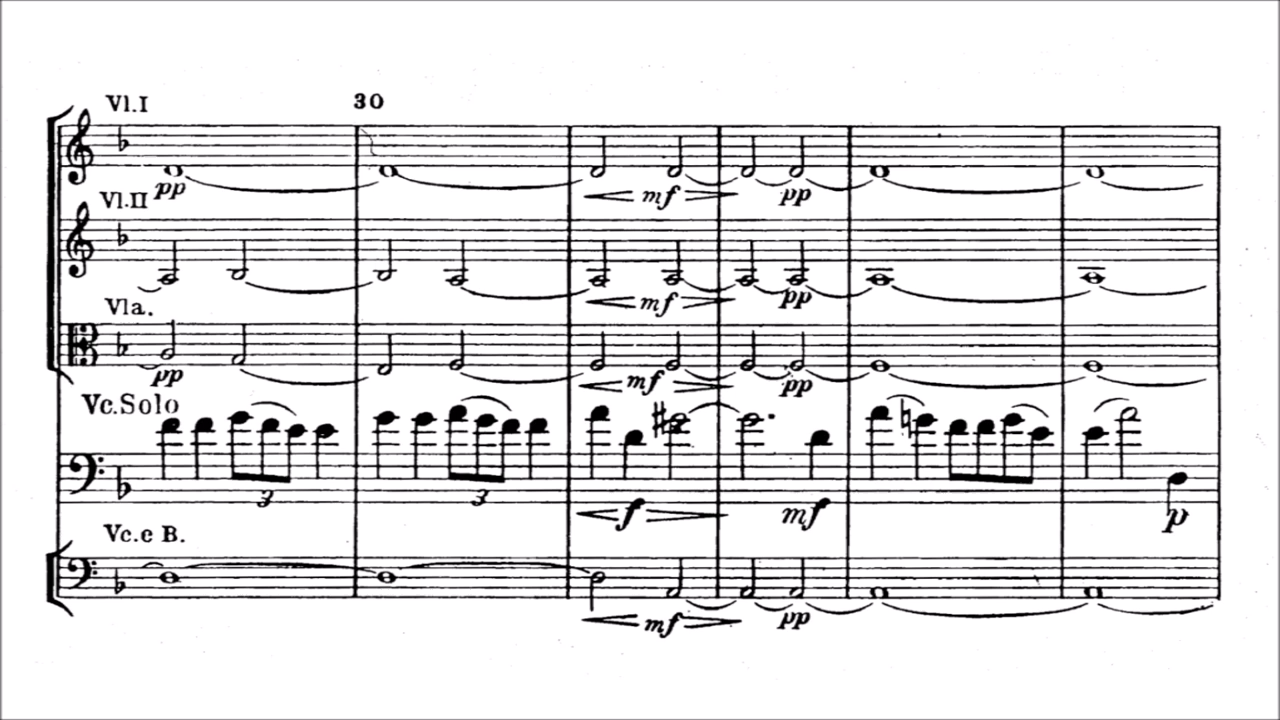 Vl.I 30
pp mf pp
Vl.II
mf pp
Vla.
pp mf pp
Vc.Solo
3 3 f mf p
Vc.e B.
mf pp